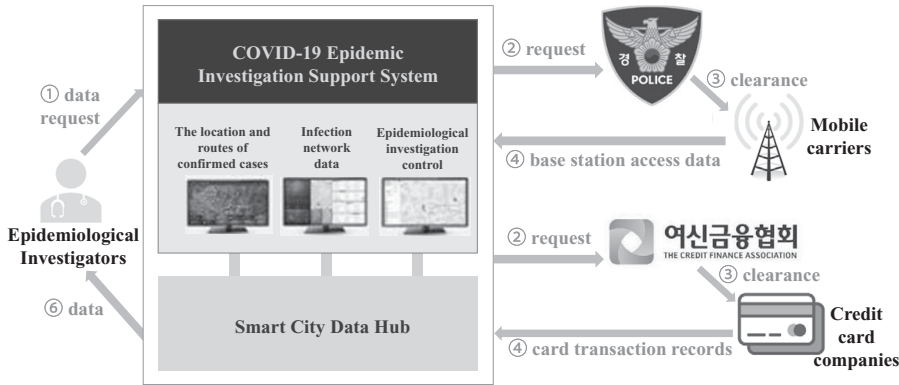 COVID-19 Epidemic
Investigation Support System
① data
request
Epidemiological
Investigators
⑥ data
The location and
routes of
confirmed cases
Infection
network
data
Epidemiological
investigation
control
Smart City Data Hub
② request
경 찰
POLICE
③ clearance
Mobile
carriers
④ base station access data
② request
여신금융협회
THE CREDIT FINANCE ASSOCIATION
③ clearance
Credit
card
companies
④ card transaction records